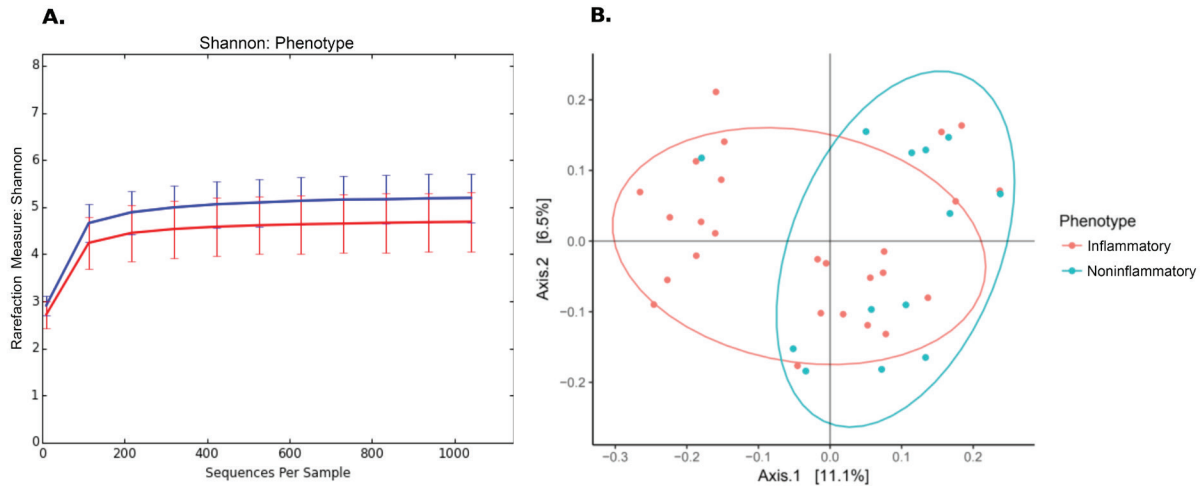 A.
Shannon: Phenotype
Rarefaction Measure: Shannon
8
7
6
5
4
3
2
1
0
0 200 400 600 800 1000
Sequences Per Sample
B.
Axis.2 [6.5%]
0.2
0.1
0.0
−0.1
−0.2
−0.3 −0.2 −0.1 0.0 0.1 0.2
Axis.1 [11.1%]
Phenotype
Inflammatory
Noninflammatory